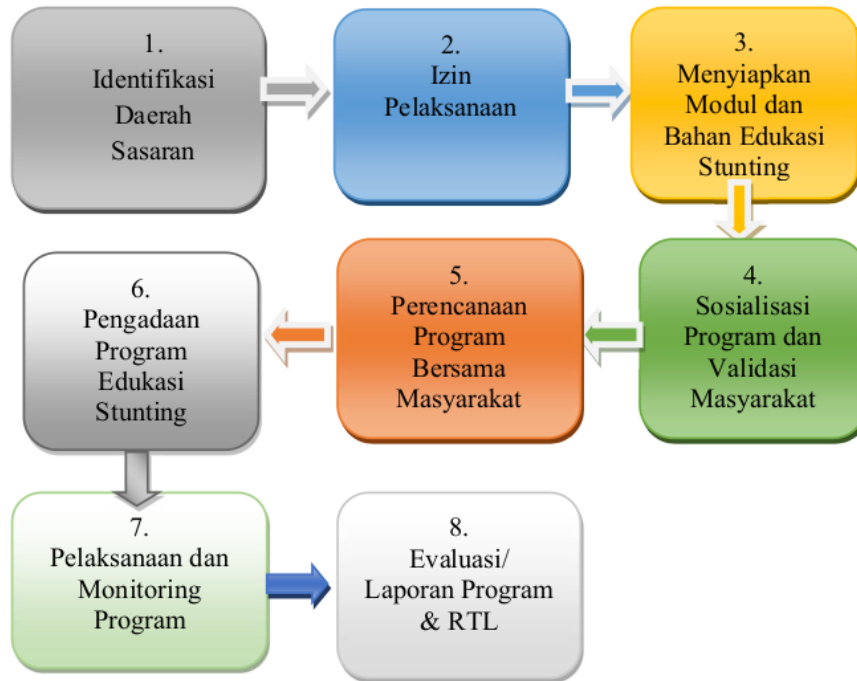 1.
Identifikasi
Daerah
Sasaran
2.
Izin
Pelaksanaan
3.
Menyiapkan
Modul dan
Bahan Edukasi
Stunting
4.
Sosialisasi
Program dan
Validasi
Masyarakat
5.
Perencanaan
Program
Bersama
Masyarakat
6.
Pengadaan
Program
Edukasi
Stunting
7.
Pelaksanaan dan
Monitoring
Program
8.
Evaluasi/
Laporan Program
& RTL